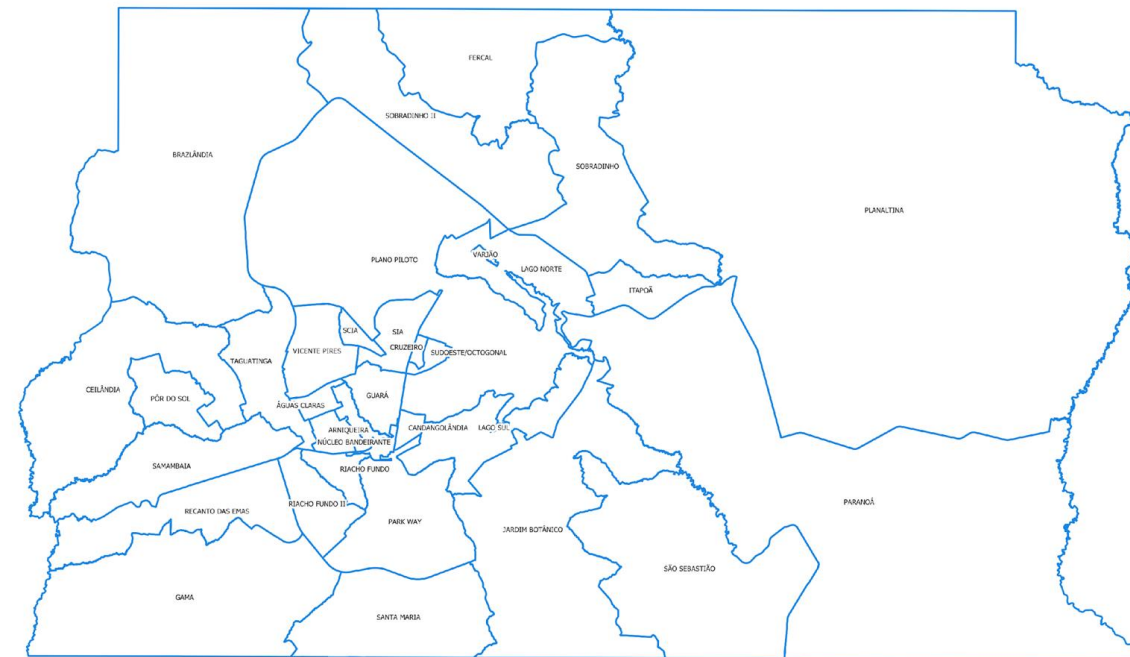 FERCAL
SOBRADINHO II
BRAZLÂNDIA
SOBRADINHO
PLANALTINA
VARJÃO
PLANO PILOTO
LAGO NORTE
ITAPOÃ
SCIA
SIA
CRUZEIRO
VICENTE PIRES
SUDOESTE/OCTOGONAL
TAGUATINGA
CEILÂNDIA
PÔR DO SOL
GUARÁ
ÁGUAS CLARAS
ARNIQUEIRA
CANDANGOLÂNDIA
LAGO SUL
NÚCLEO BANDEIRANTE
SAMAMBAIA
RIACHO FUNDO
RIACHO FUNDO II
PARANOÁ
RECANTO DAS EMAS
PARK WAY
JARDIM BOTÂNICO
SÃO SEBASTIÃO
GAMA
SANTA MARIA